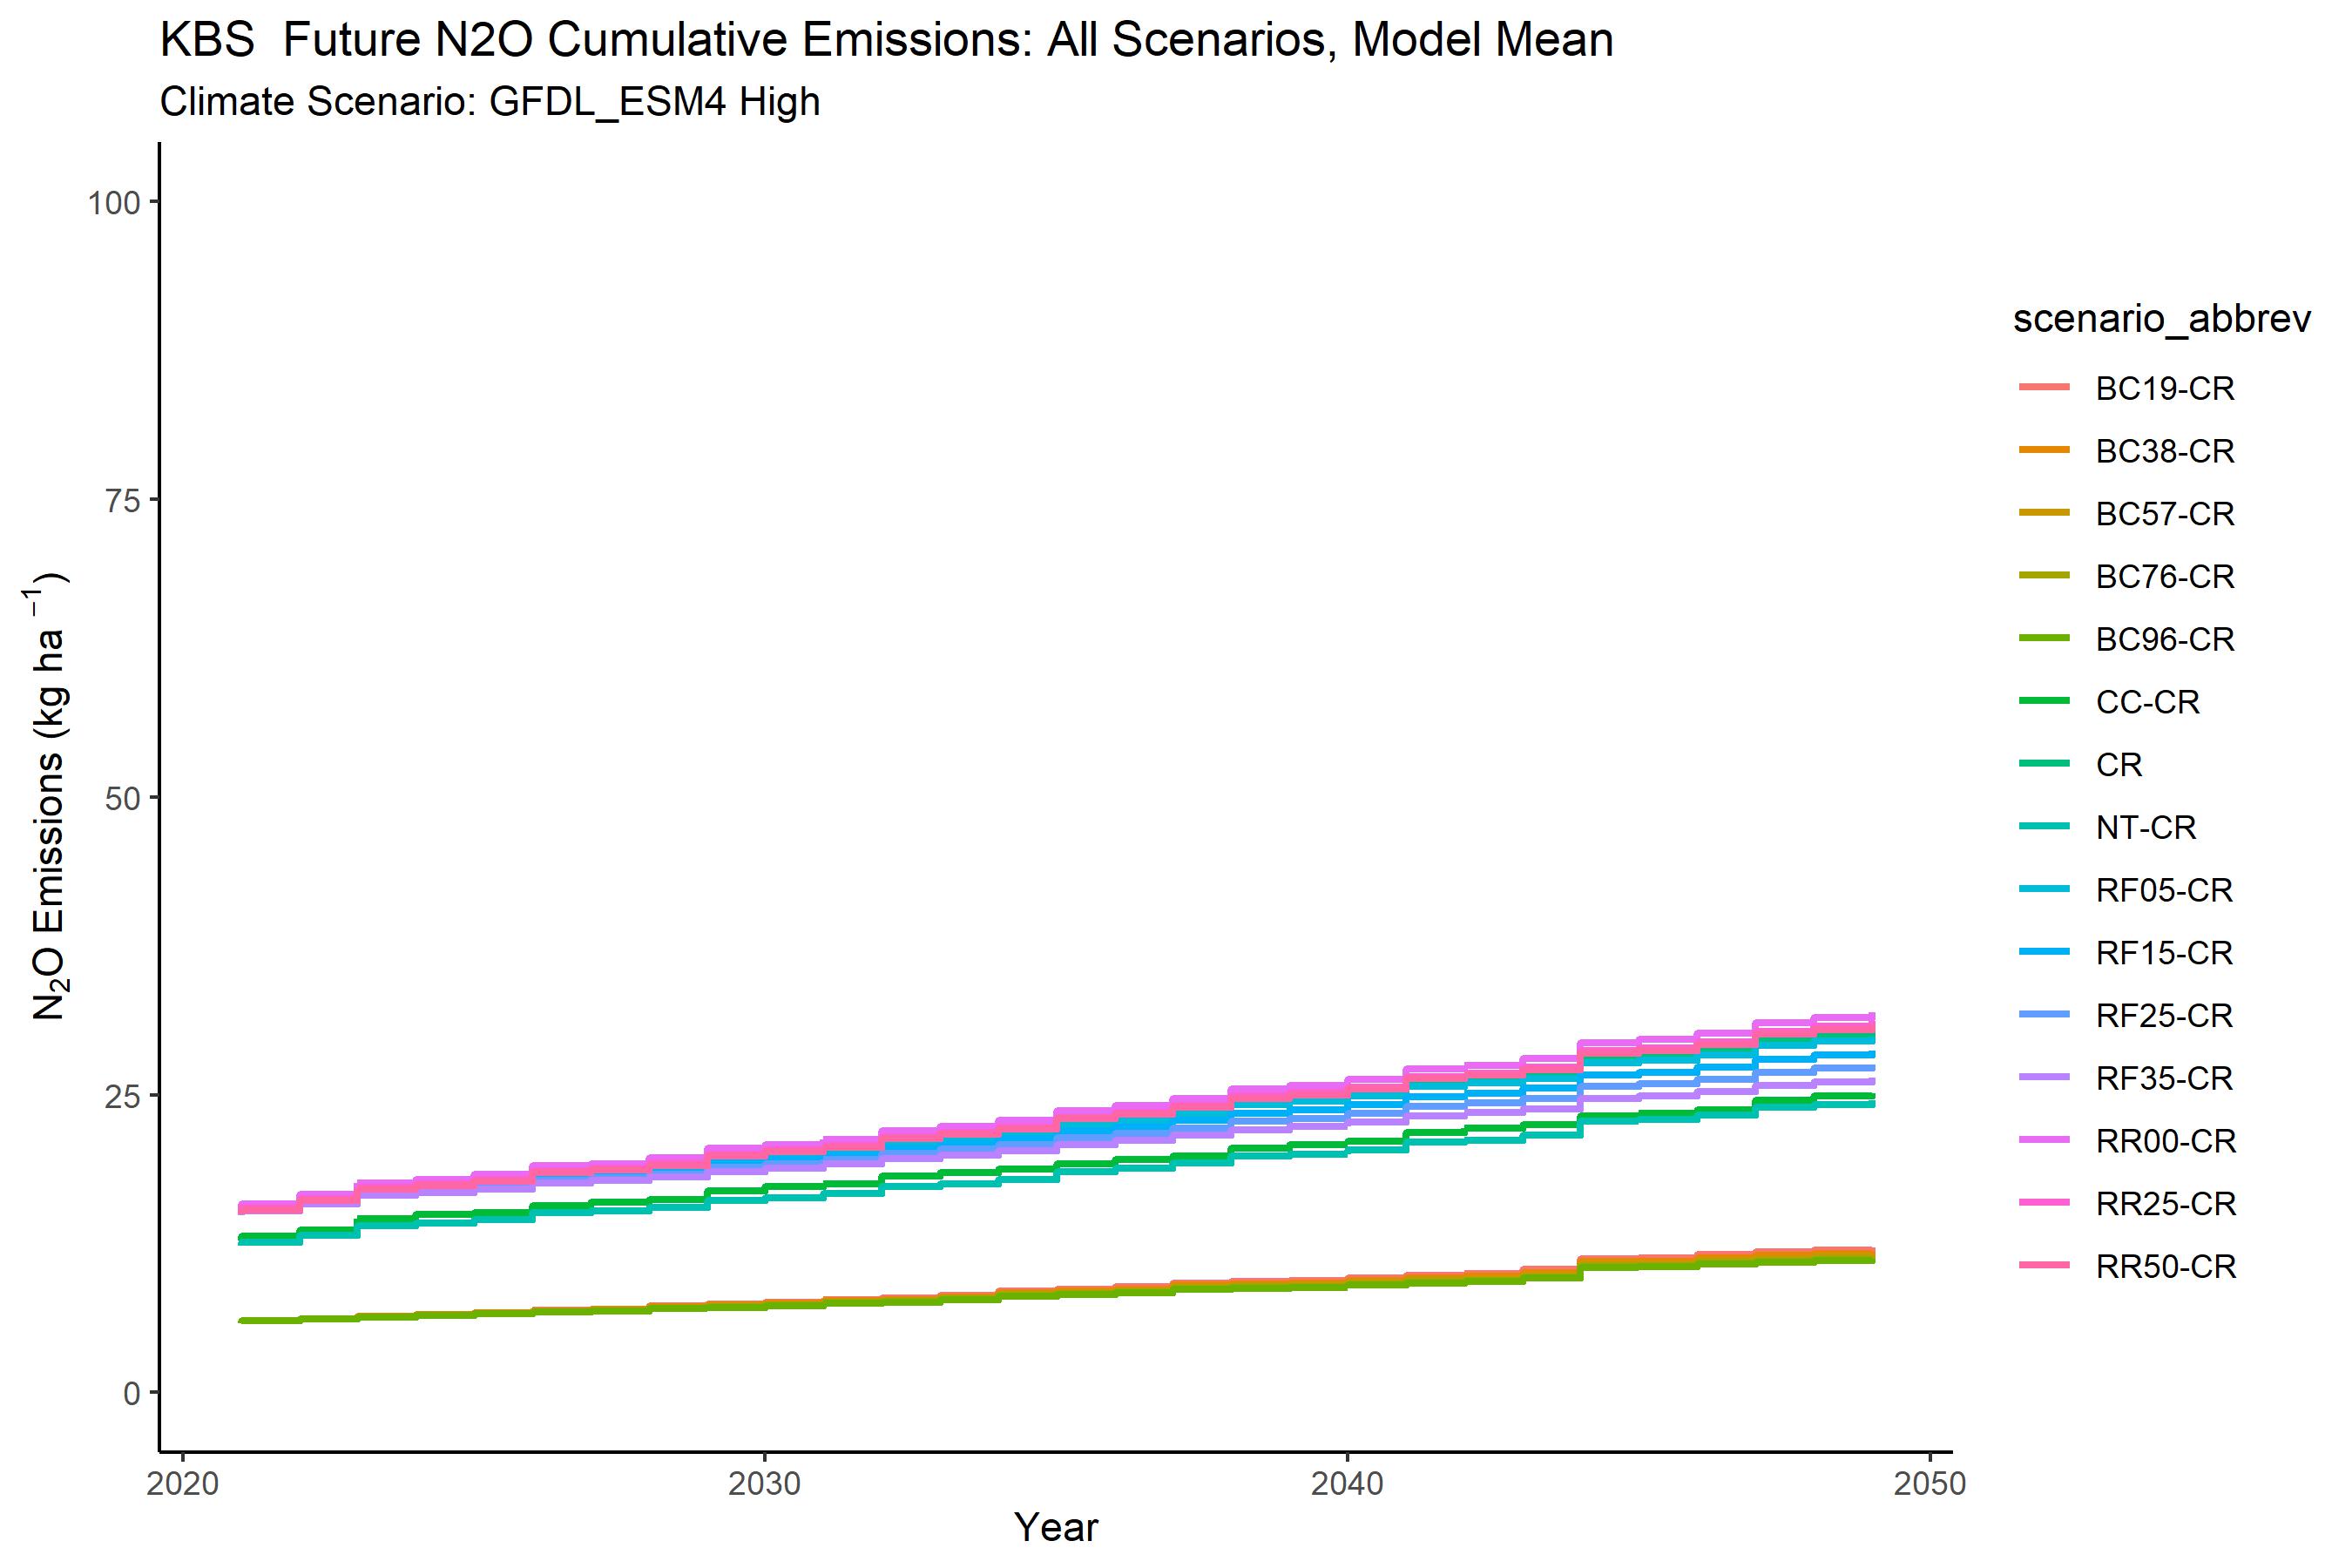 KBS  Future N2O Cumulative Emissions: All Scenarios, Model Mean
Climate Scenario: GFDL_ESM4 High
N₂O Emissions (kg ha ⁻¹)
100
75
50
25
0
2020
2030
2040
2050
Year
scenario_abbrev
BC19-CR
BC38-CR
BC57-CR
BC76-CR
BC96-CR
CC-CR
CR
NT-CR
RF05-CR
RF15-CR
RF25-CR
RF35-CR
RR00-CR
RR25-CR
RR50-CR